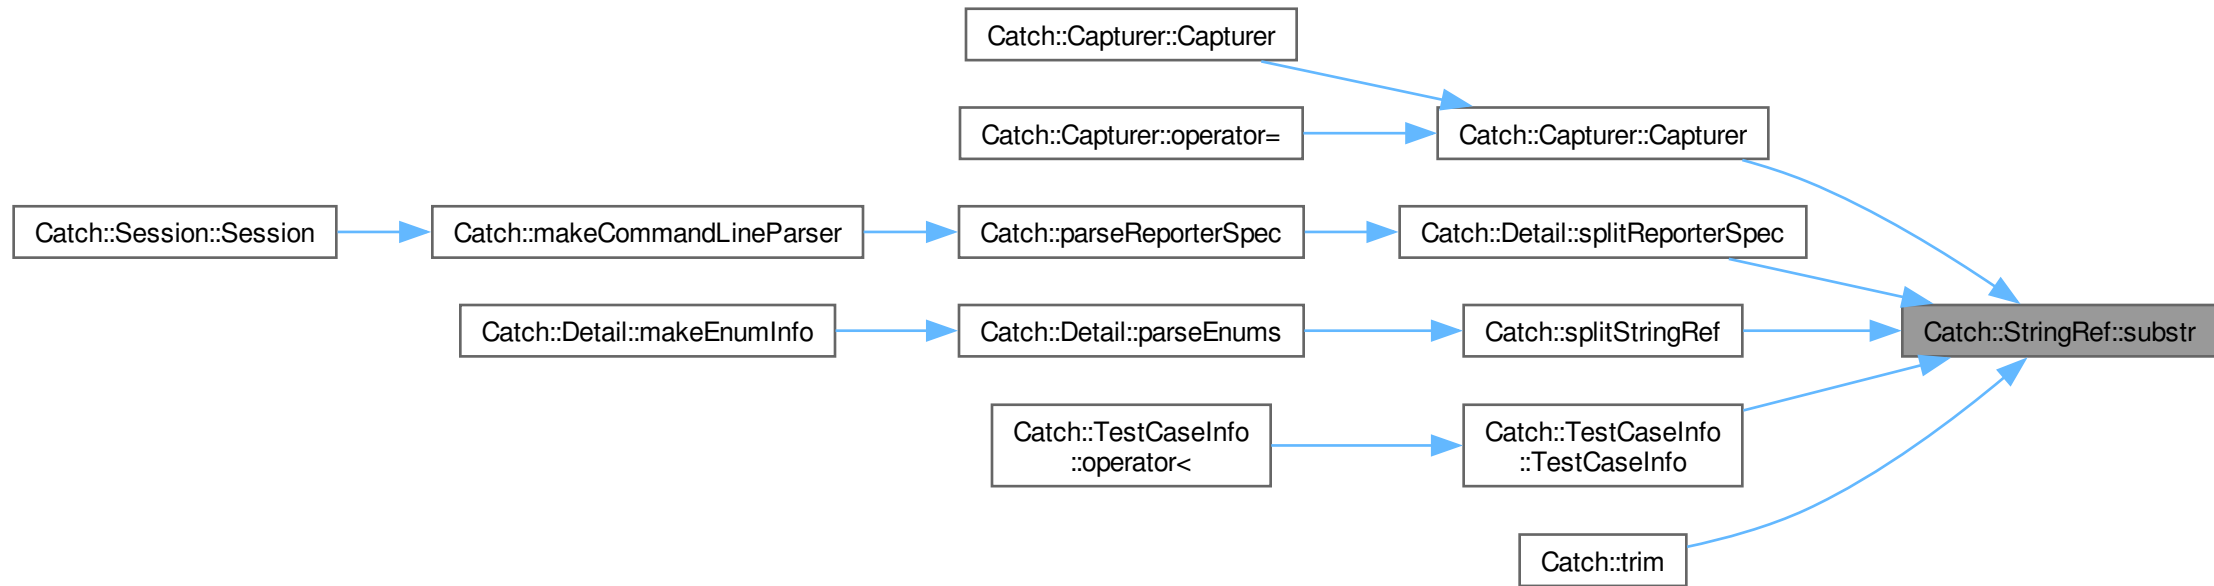 Catch::Capturer::Capturer
Catch::Capturer::operator=
Catch::Capturer::Capturer
Catch::Session::Session
Catch::makeCommandLineParser
Catch::parseReporterSpec
Catch::Detail::splitReporterSpec
Catch::Detail::makeEnumInfo
Catch::Detail::parseEnums
Catch::splitStringRef
Catch::StringRef::substr
Catch::TestCaseInfo
::operator<
Catch::TestCaseInfo
::TestCaseInfo
Catch::trim